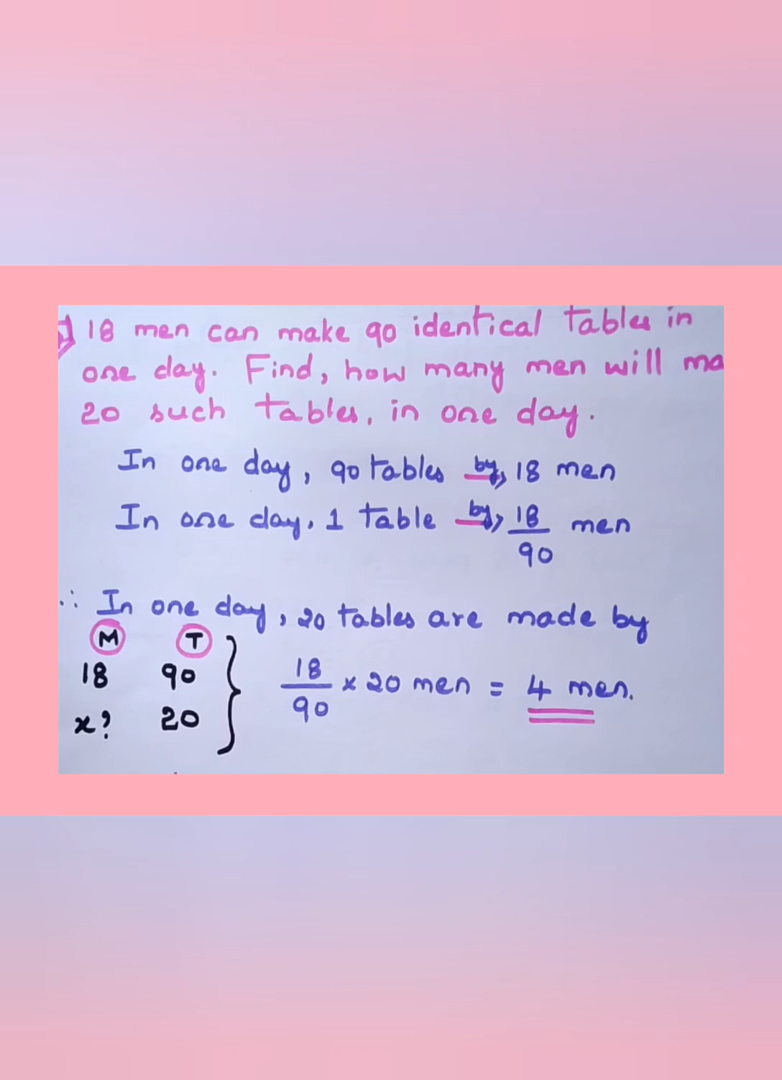 18 men can make 90 identical tables in
one day. Find, how many men will ma
20 such tables, in one day.
In one day, 90 tables by, 18 men
In one day, 1 table by, 18/90 men
∴ In one day, 20 tables are made by
M T
18 90
x? 20
18/90 x 20 men = 4 men.